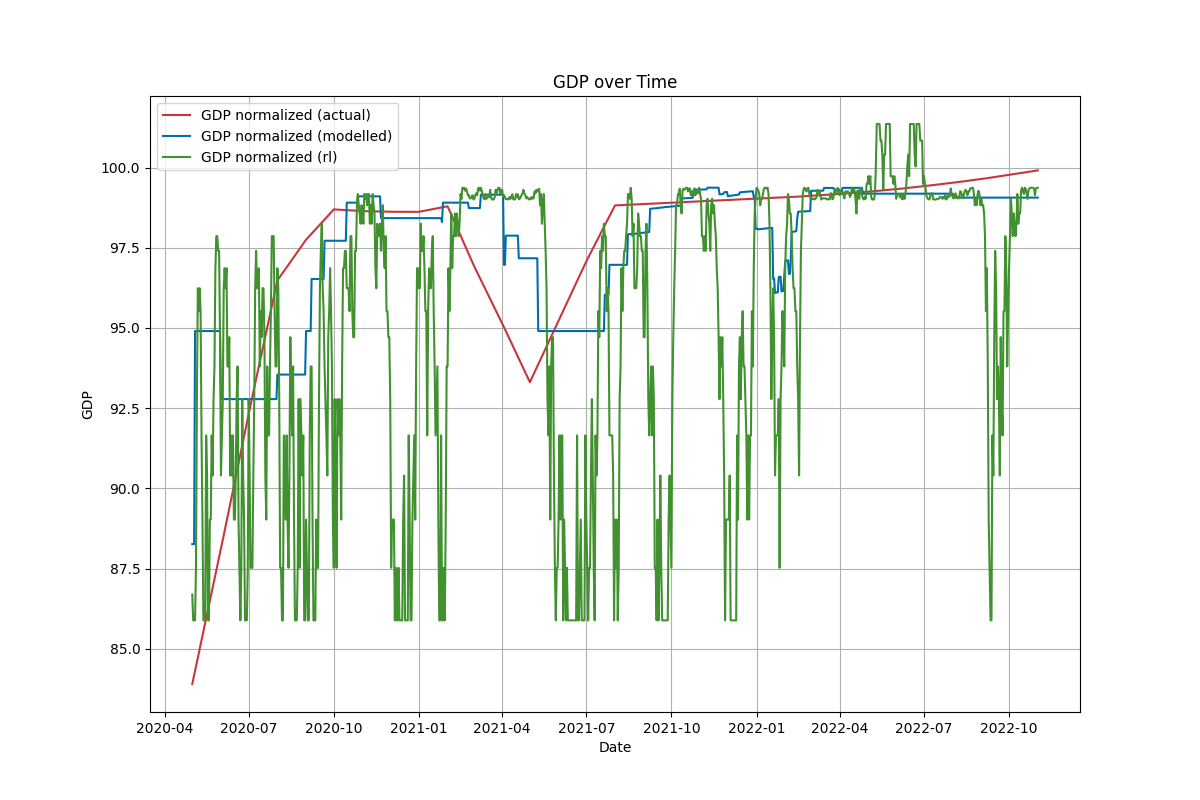 GDP over Time
GDP normalized (actual)
GDP normalized (modelled)
GDP normalized (rl)
100.0
97.5
95.0
92.5
90.0
87.5
85.0
GDP
2020-04 2020-07 2020-10 2021-01 2021-04 2021-07 2021-10 2022-01 2022-04 2022-07 2022-10
Date